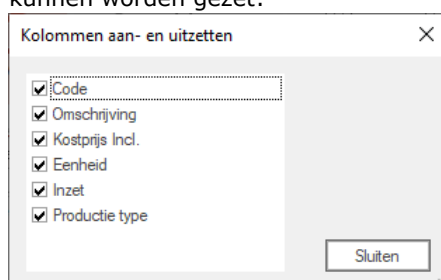 kunnen worden gezet.
Kolommen aan- en uitzetten
Code
Omschrijving
Kostprijs Incl.
Eenheid
Inzet
Productie type
Sluiten